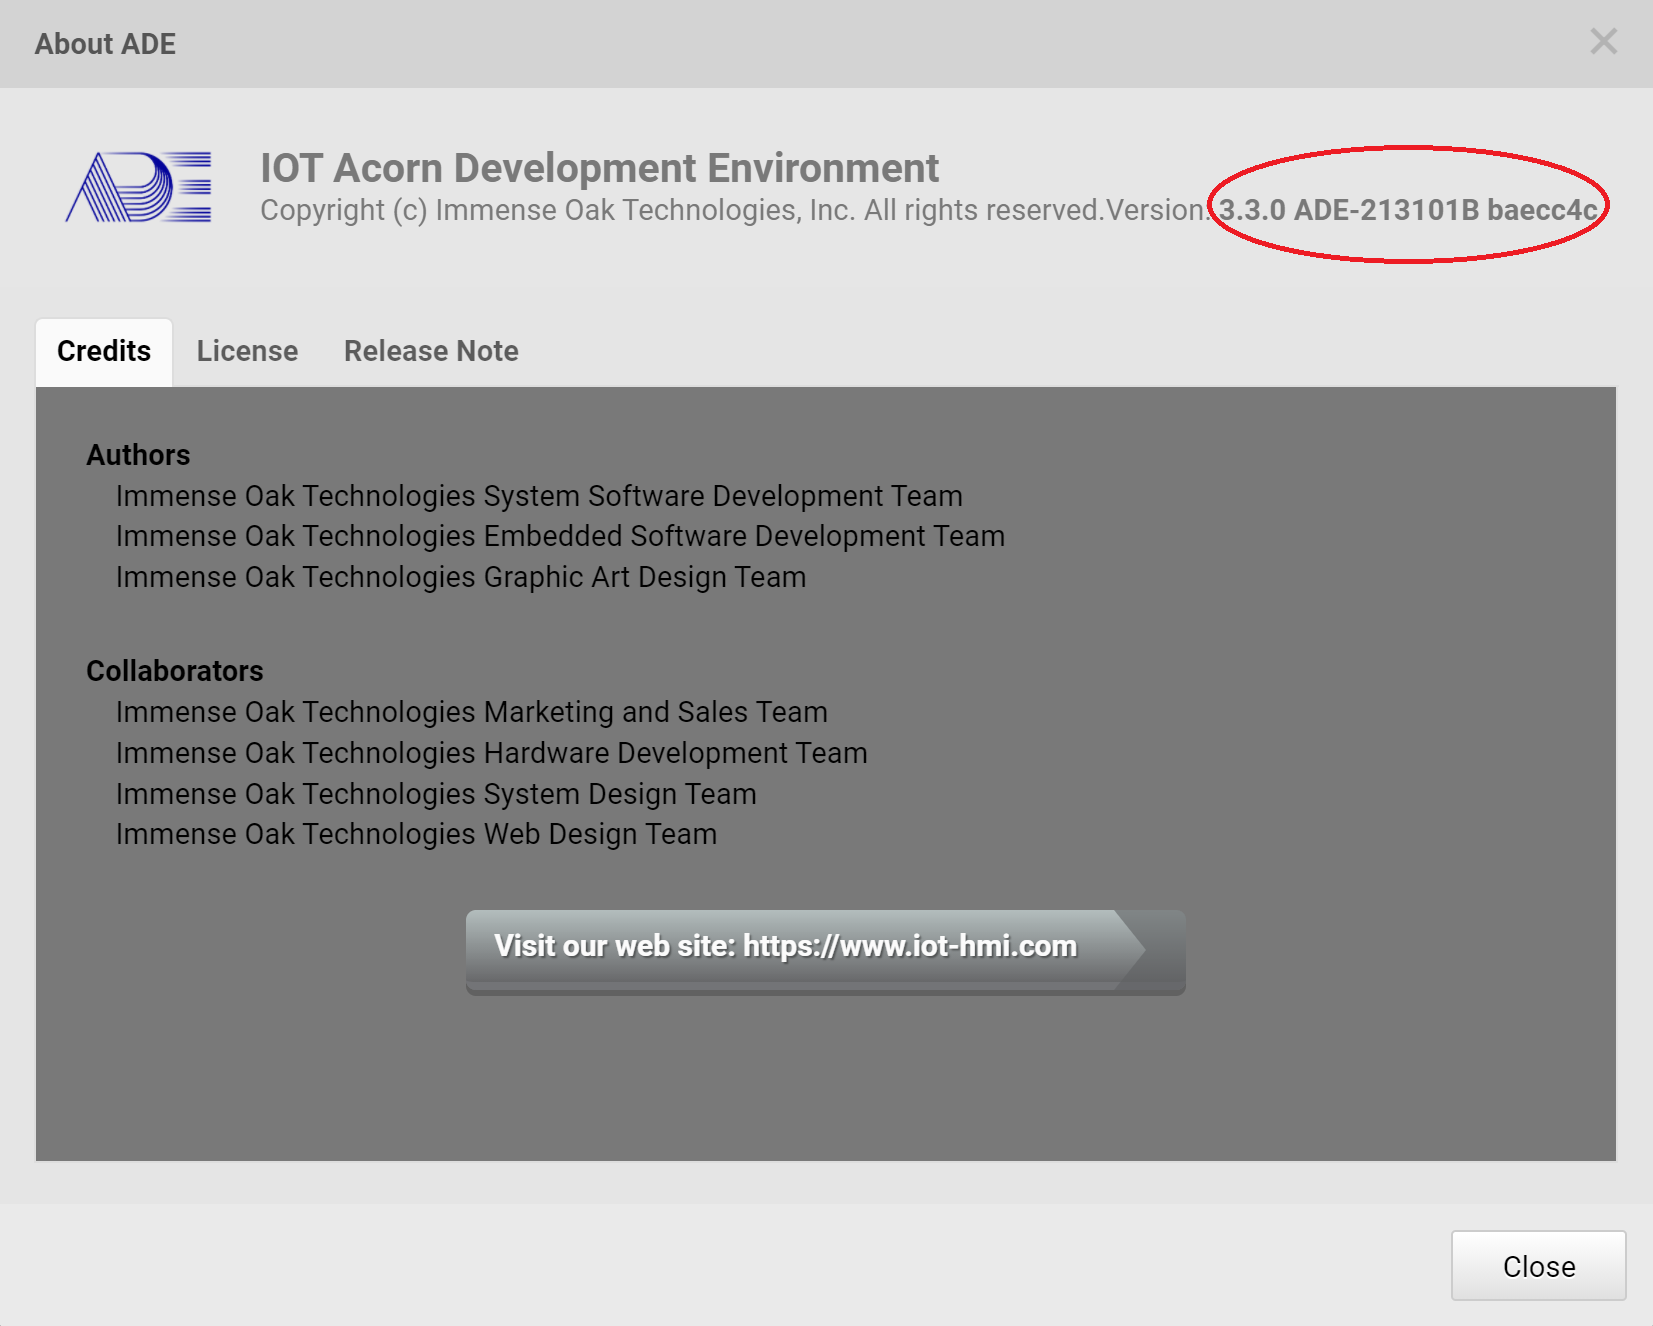 About ADE
ADE
IOT Acorn Development Environment
Copyright (c) Immense Oak Technologies, Inc. All rights reserved.Version: 3.3.0 ADE-213101B baecc4c
Credits License Release Note
Authors
Immense Oak Technologies System Software Development Team
Immense Oak Technologies Embedded Software Development Team
Immense Oak Technologies Graphic Art Design Team
Collaborators
Immense Oak Technologies Marketing and Sales Team
Immense Oak Technologies Hardware Development Team
Immense Oak Technologies System Design Team
Immense Oak Technologies Web Design Team
Visit our web site: https://www.iot-hmi.com
Close